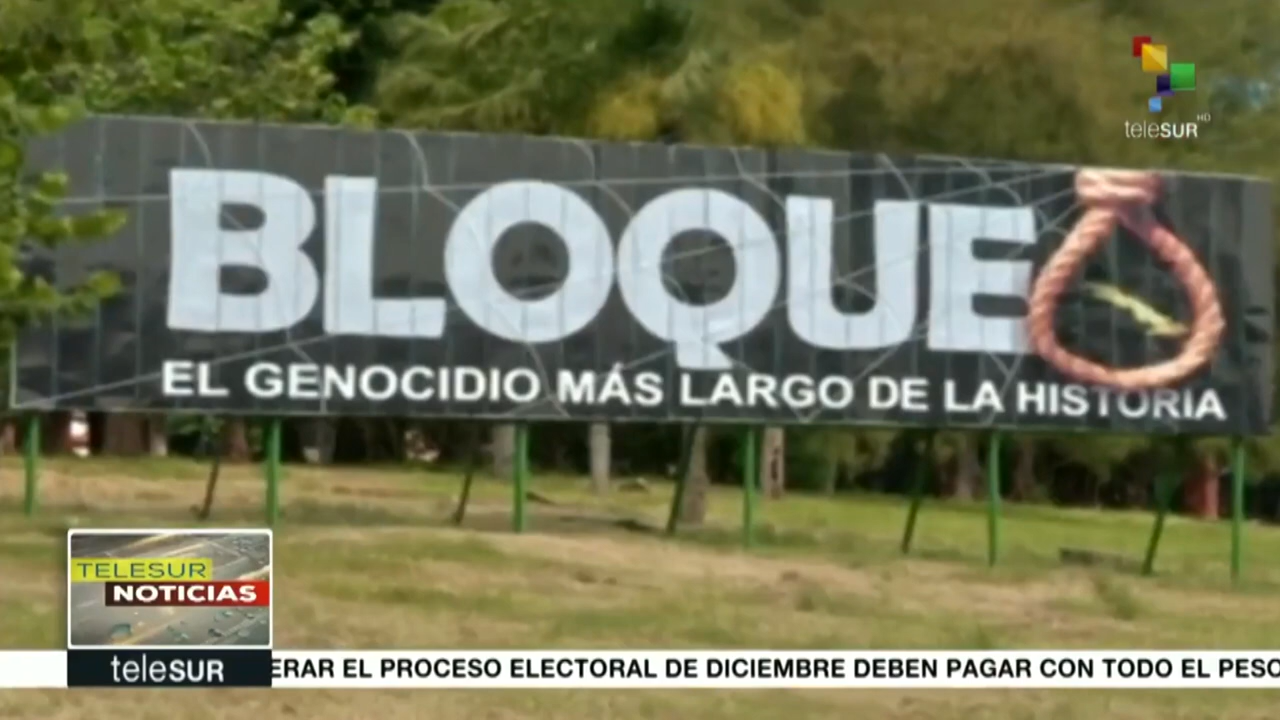 teleSUR HD
BLOQUEO
EL GENOCIDIO MÁS LARGO DE LA HISTORIA
TELESUR
NOTICIAS
teleSUR
ERAR EL PROCESO ELECTORAL DE DICIEMBRE DEBEN PAGAR CON TODO EL PESO